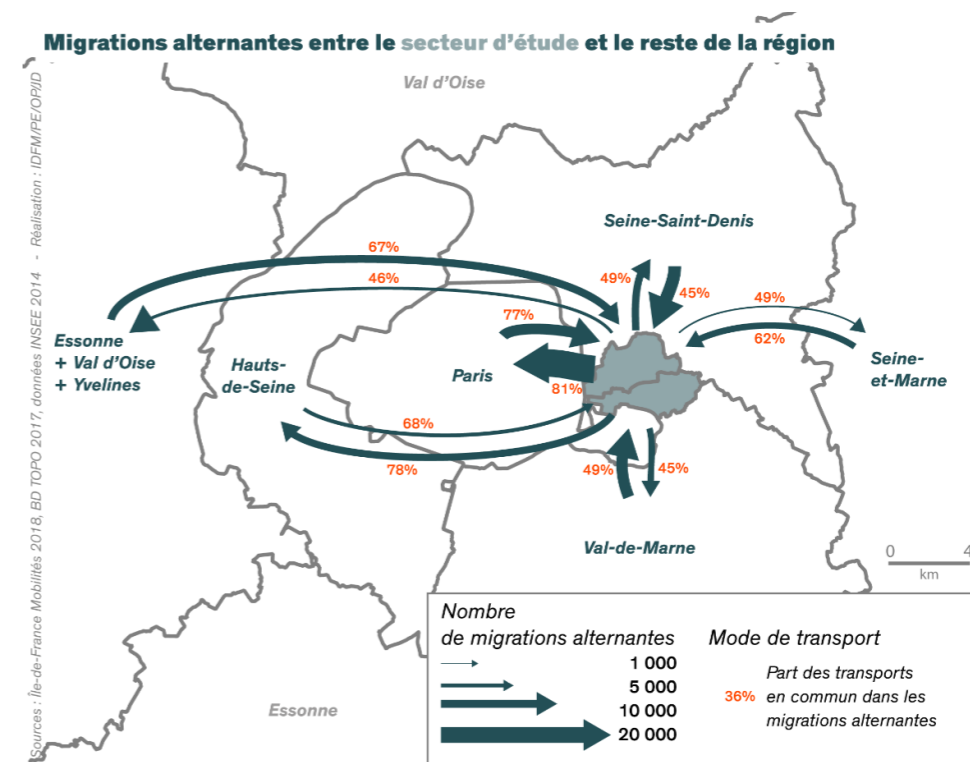 Migrations alternantes entre le secteur d'étude et le reste de la région
Sources : Île-de-France Mobilités 2018, BD TOPO 2017, données INSEE 2014 - Réalisation : IDFM/PE/OP/JD
Val d'Oise
Seine-Saint-Denis
67%
46%
49%
45%
49%
77%
62%
Essonne
+ Val d'Oise
+ Yvelines
Hauts-
de-Seine
Paris
81%
Seine-
et-Marne
68%
78%
49%
45%
Val-de-Marne
0 4
km
Essonne
Nombre
de migrations alternantes
1 000
5 000
10 000
20 000
Mode de transport
36%
Part des transports
en commun dans les
migrations alternantes